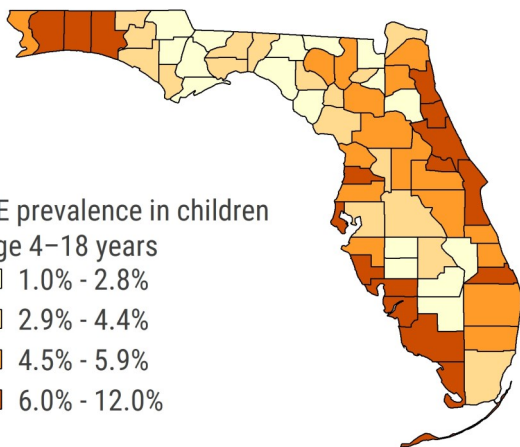 E prevalence in children
ge 4–18 years
1.0% - 2.8%
2.9% - 4.4%
4.5% - 5.9%
6.0% - 12.0%